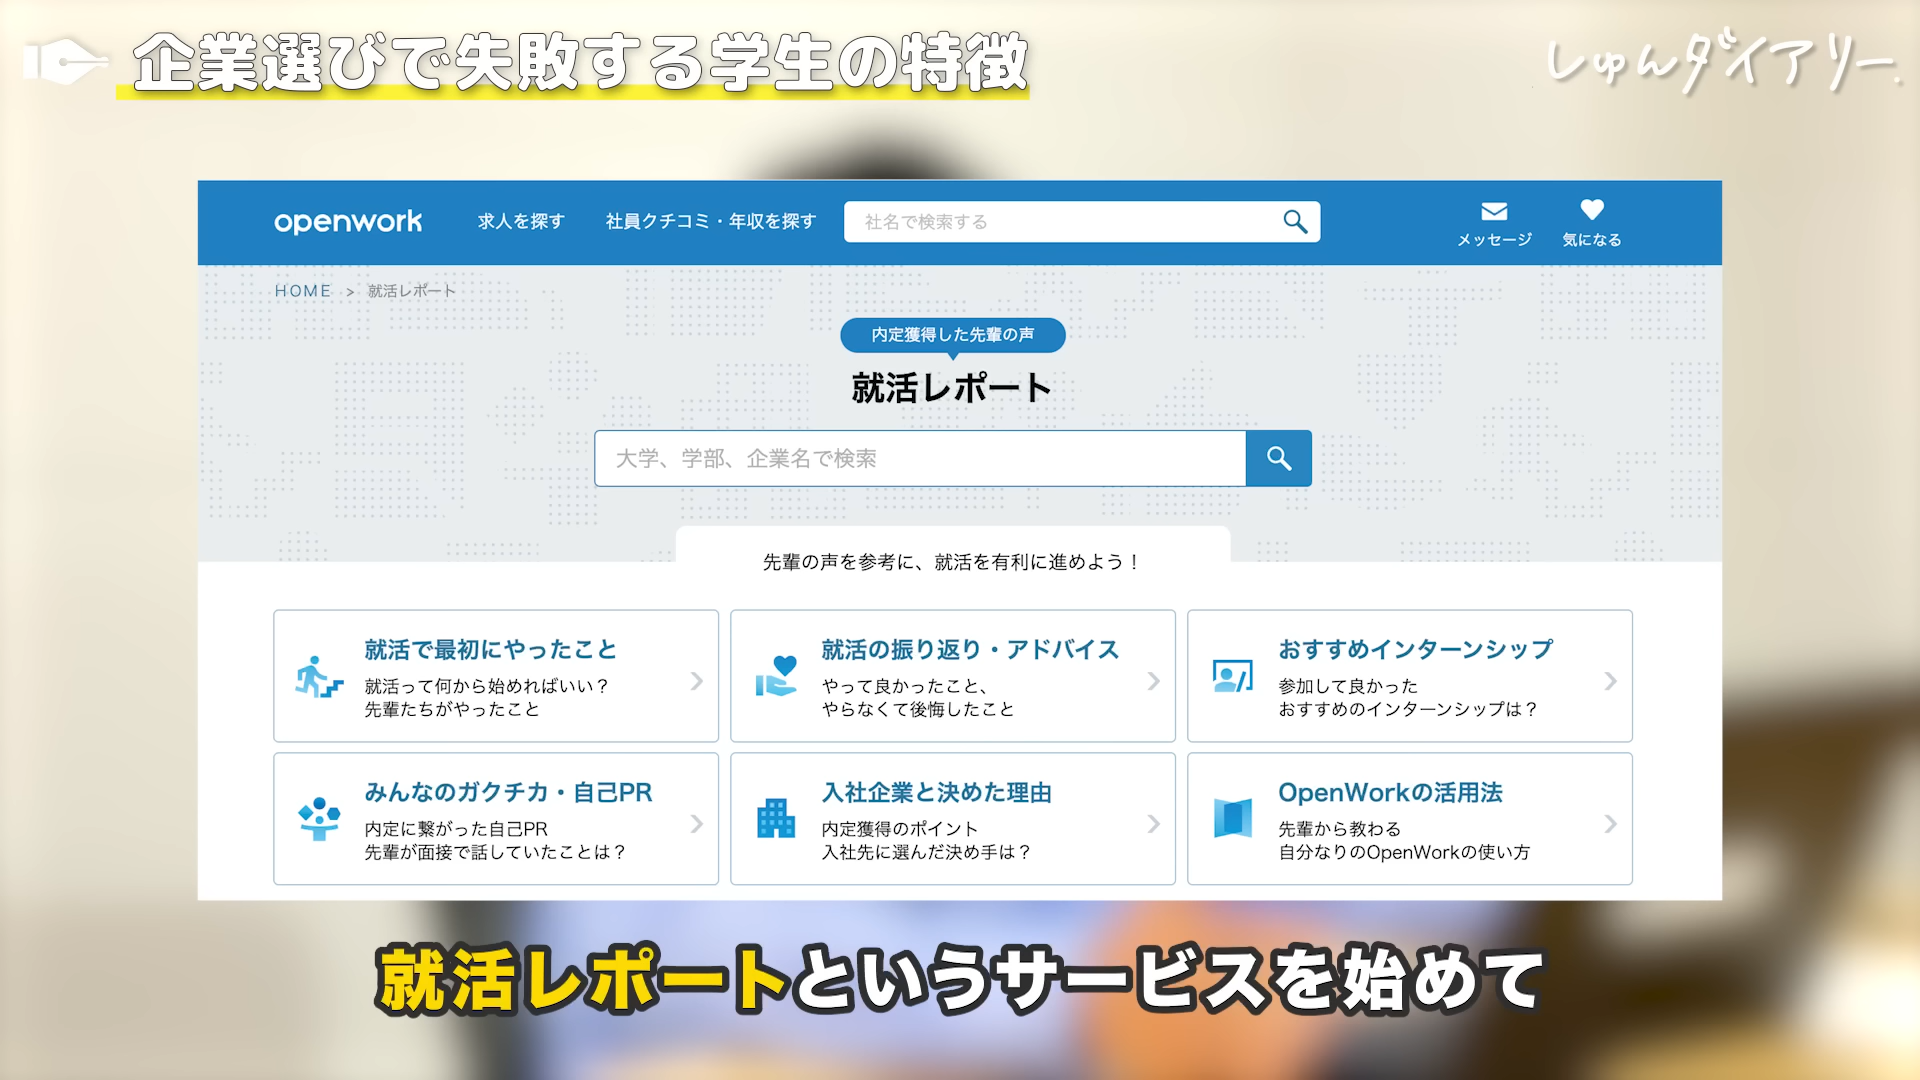 企業選びで失敗する学生の特徴
しゅんダイアリー.
openwork
求人を探す
社員クチコミ・年収を探す
社名で検索する
メッセージ
気になる
HOME > 就活レポート
内定獲得した先輩の声
就活レポート
大学、学部、企業名で検索
先輩の声を参考に、就活を有利に進めよう！
就活で最初にやったこと
就活って何から始めればいい？
先輩たちがやったこと
就活の振り返り・アドバイス
やって良かったこと、
やらなくて後悔したこと
おすすめインターンシップ
参加して良かった
おすすめのインターンシップは？
みんなのガクチカ・自己PR
内定に繋がった自己PR
先輩が面接で話していたことは？
入社企業と決めた理由
内定獲得のポイント
入社先に選んだ決め手は？
OpenWorkの活用法
先輩から教わる
自分なりのOpenWorkの使い方
就活レポートというサービスを始めて